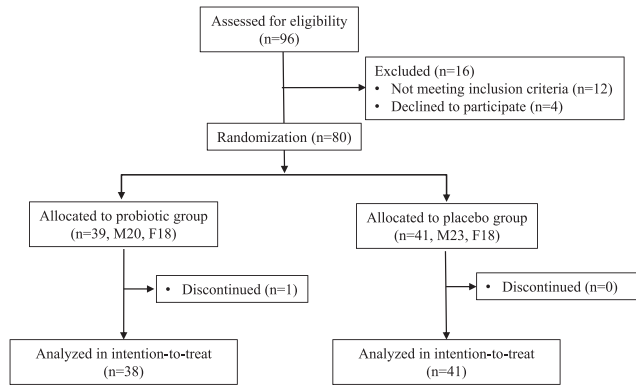 Assessed for eligibility
(n=96)
Excluded (n=16)
• Not meeting inclusion criteria (n=12)
• Declined to participate (n=4)
Randomization (n=80)
Allocated to probiotic group
(n=39, M20, F18)
Allocated to placebo group
(n=41, M23, F18)
• Discontinued (n=1)
• Discontinued (n=0)
Analyzed in intention-to-treat
(n=38)
Analyzed in intention-to-treat
(n=41)